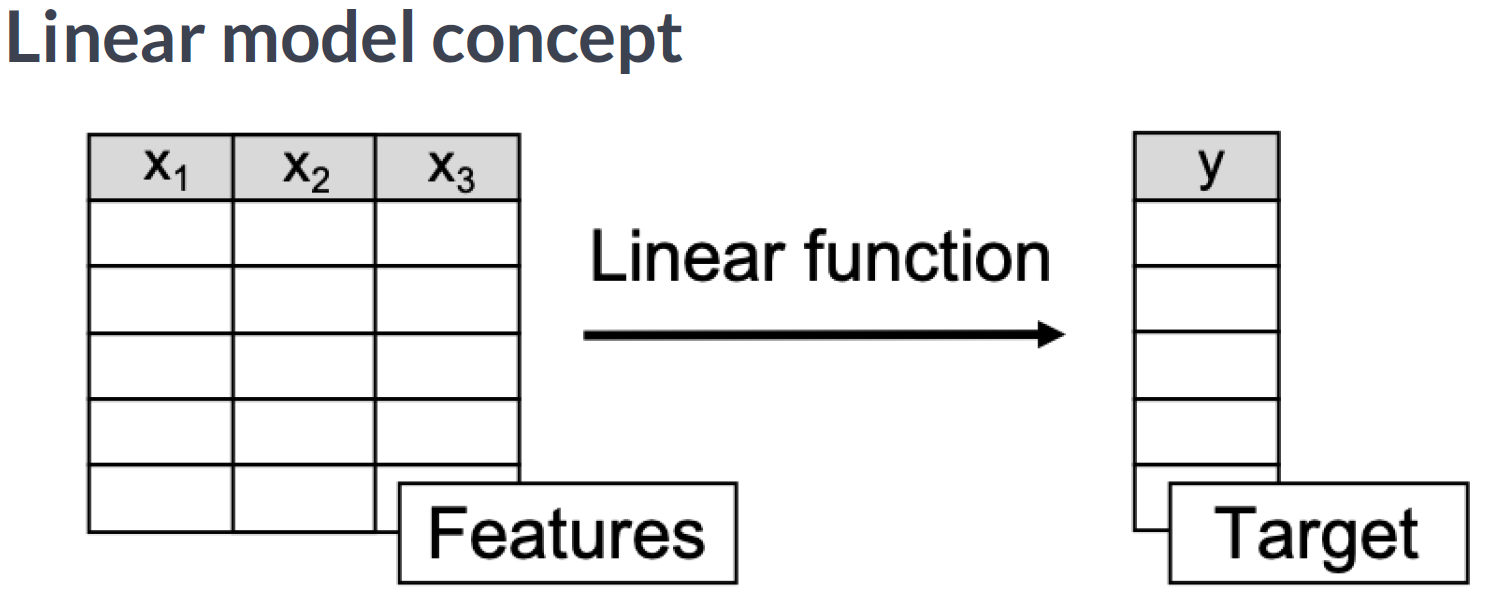 Linear model concept
x₁ x₂ x₃
y
Linear function
Features
Target